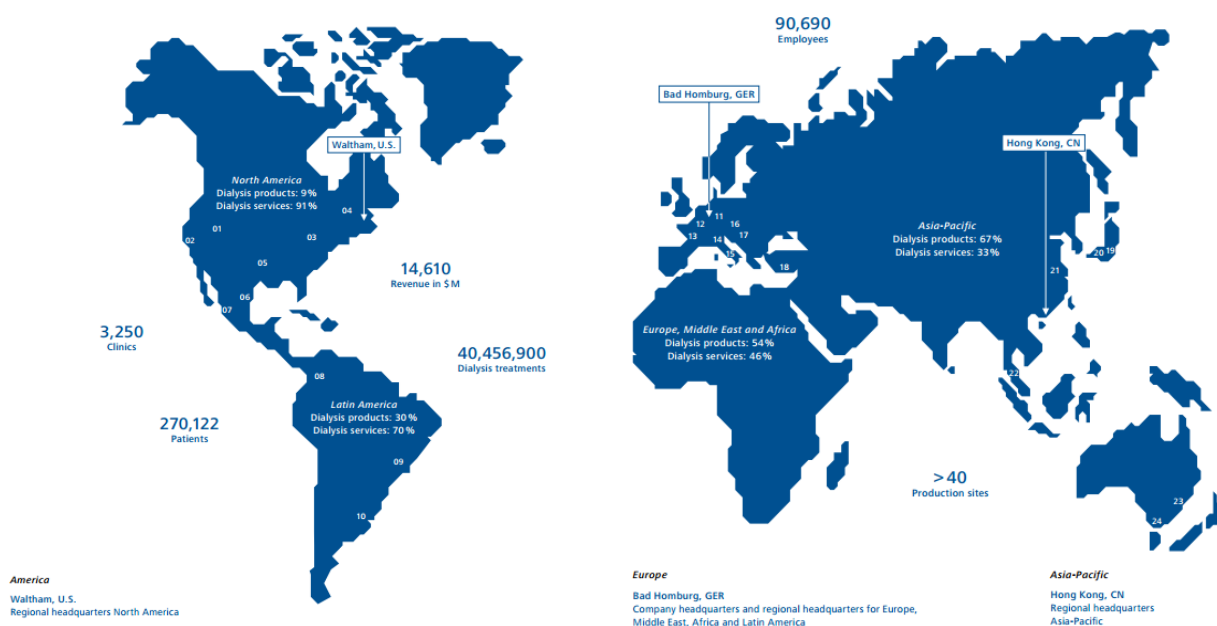 90,690
Employees
Bad Homburg, GER
Waltham, U.S.
Hong Kong, CN
North America
Dialysis products: 9%
Dialysis services: 91%
04
01
02
03
05
06
07
11
12
16
13
14
17
15
18
Asia-Pacific
Dialysis products: 67%
Dialysis services: 33%
19
20
21
14,610
Revenue in $ M
3,250
Clinics
Europe, Middle East and Africa
Dialysis products: 54%
Dialysis services: 46%
40,456,900
Dialysis treatments
08
22
Latin America
Dialysis products: 30%
Dialysis services: 70%
270,122
Patients
09
10
>40
Production sites
23
24
America
Waltham, U.S.
Regional headquarters North America
Europe
Bad Homburg, GER
Company headquarters and regional headquarters for Europe,
Middle East, Africa and Latin America
Asia-Pacific
Hong Kong, CN
Regional headquarters
Asia-Pacific